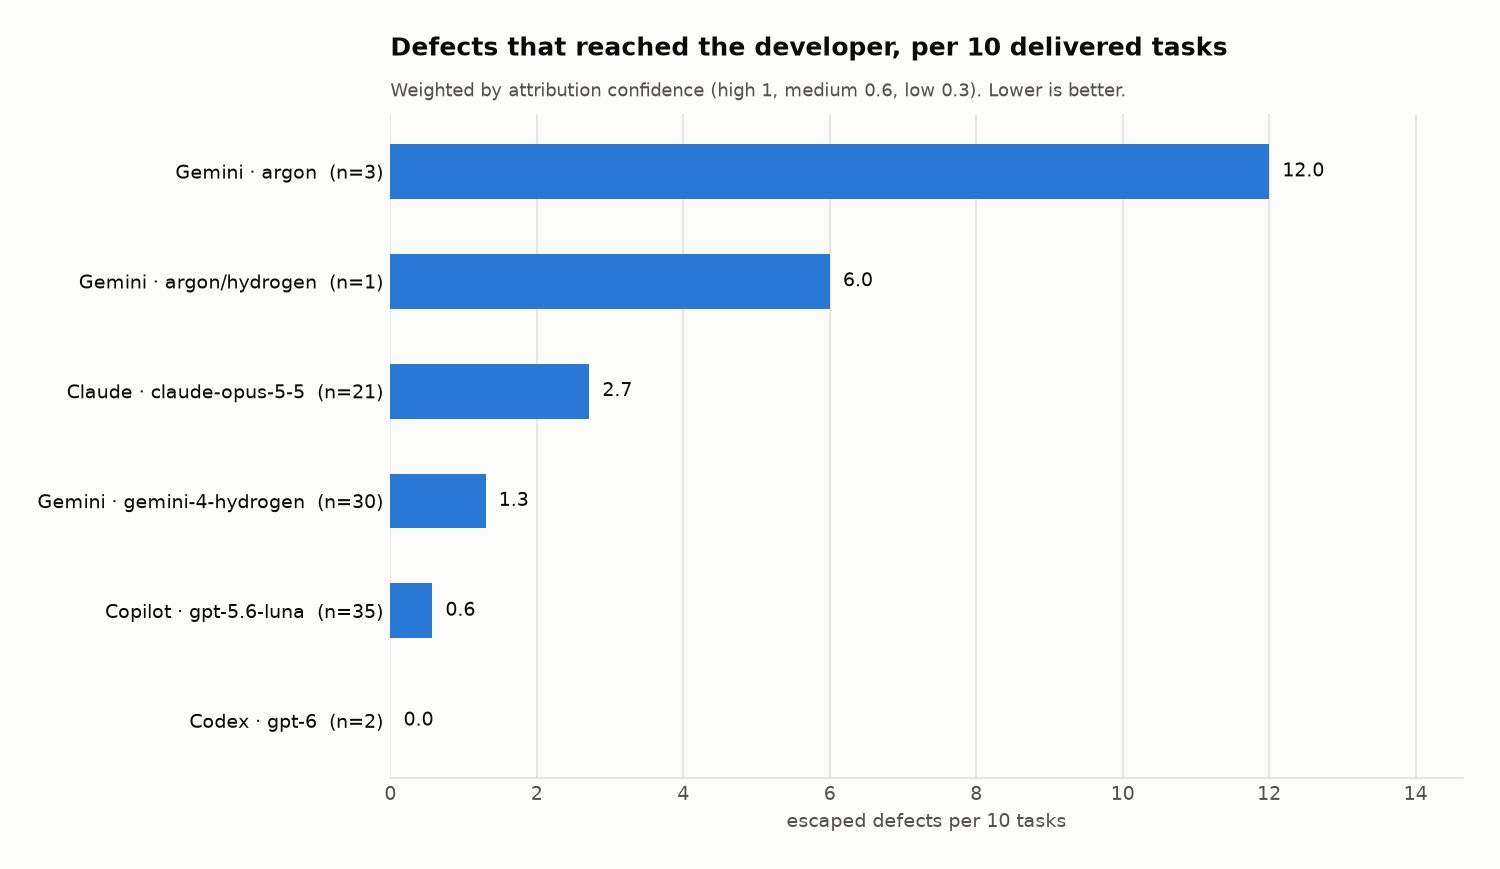 Defects that reached the developer, per 10 delivered tasks
Weighted by attribution confidence (high 1, medium 0.6, low 0.3). Lower is better.
Gemini · argon (n=3) 12.0
Gemini · argon/hydrogen (n=1) 6.0
Claude · claude-opus-5-5 (n=21) 2.7
Gemini · gemini-4-hydrogen (n=30) 1.3
Copilot · gpt-5.6-luna (n=35) 0.6
Codex · gpt-6 (n=2) 0.0
0 2 4 6 8 10 12 14
escaped defects per 10 tasks